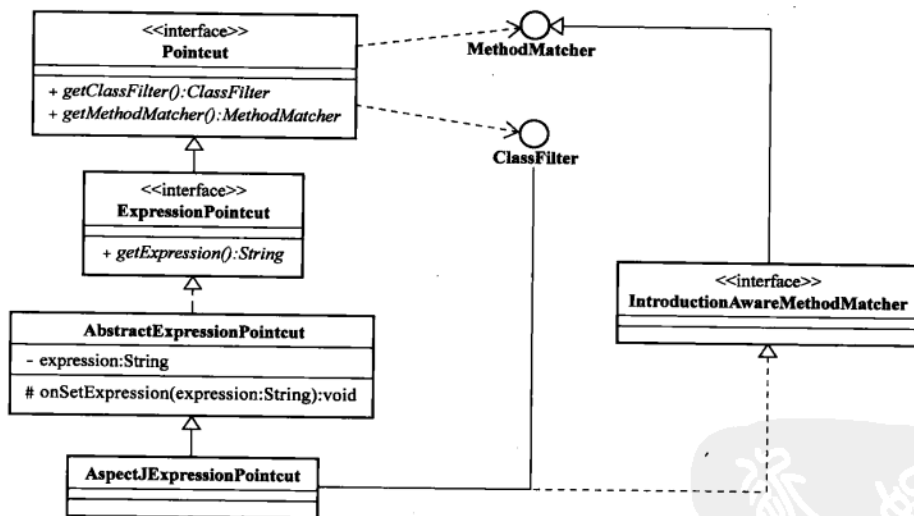 <<interface>>
Pointcut
+ getClassFilter():ClassFilter
+ getMethodMatcher():MethodMatcher
MethodMatcher
ClassFilter
<<interface>>
ExpressionPointcut
+ getExpression():String
<<interface>>
IntroductionAwareMethodMatcher
AbstractExpressionPointcut
- expression:String
# onSetExpression(expression:String):void
AspectJExpressionPointcut